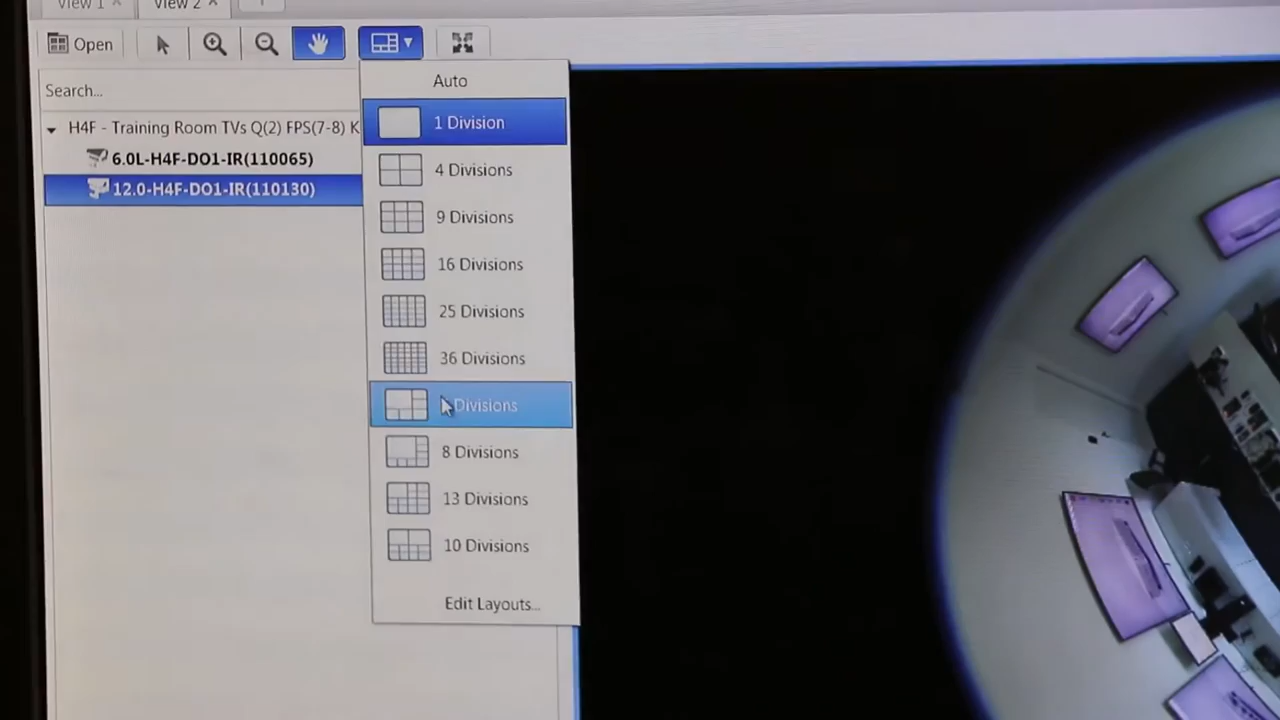 View 1 ×
View 2 ×
Open
Search...
H4F - Training Room TVs Q(2) FPS(7-8) K
6.0L-H4F-DO1-IR(110065)
12.0-H4F-DO1-IR(110130)
Auto
1 Division
4 Divisions
9 Divisions
16 Divisions
25 Divisions
36 Divisions
Divisions
8 Divisions
13 Divisions
10 Divisions
Edit Layouts...